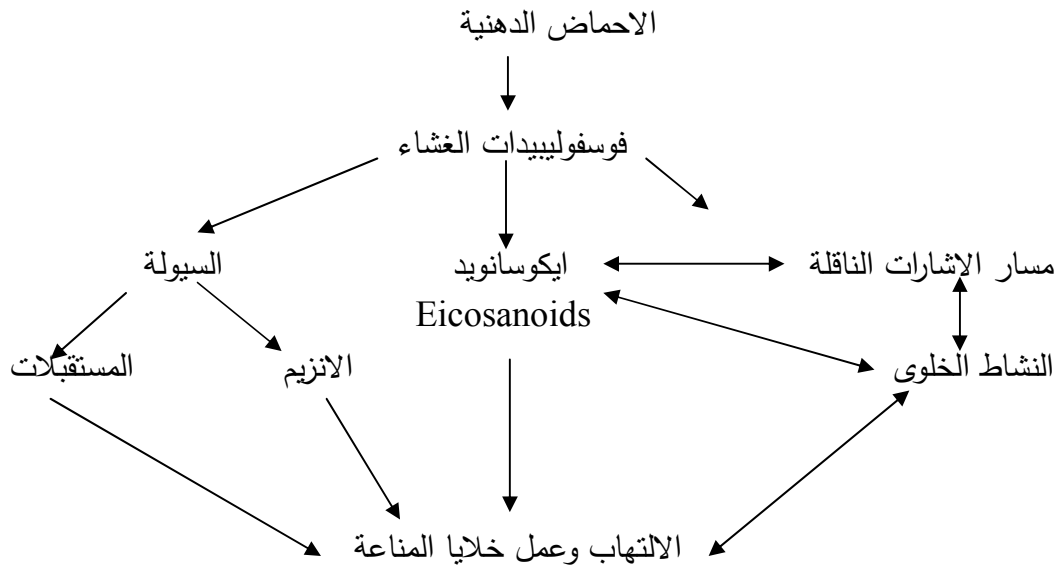 الاحماض الدهنية
فوسفوليبيدات الغشاء
مسار الاشارات الناقلة
ايكوسانويد
السيولة
Eicosanoids
النشاط الخلوى
الانزيم
المستقبلات
الالتهاب وعمل خلايا المناعة